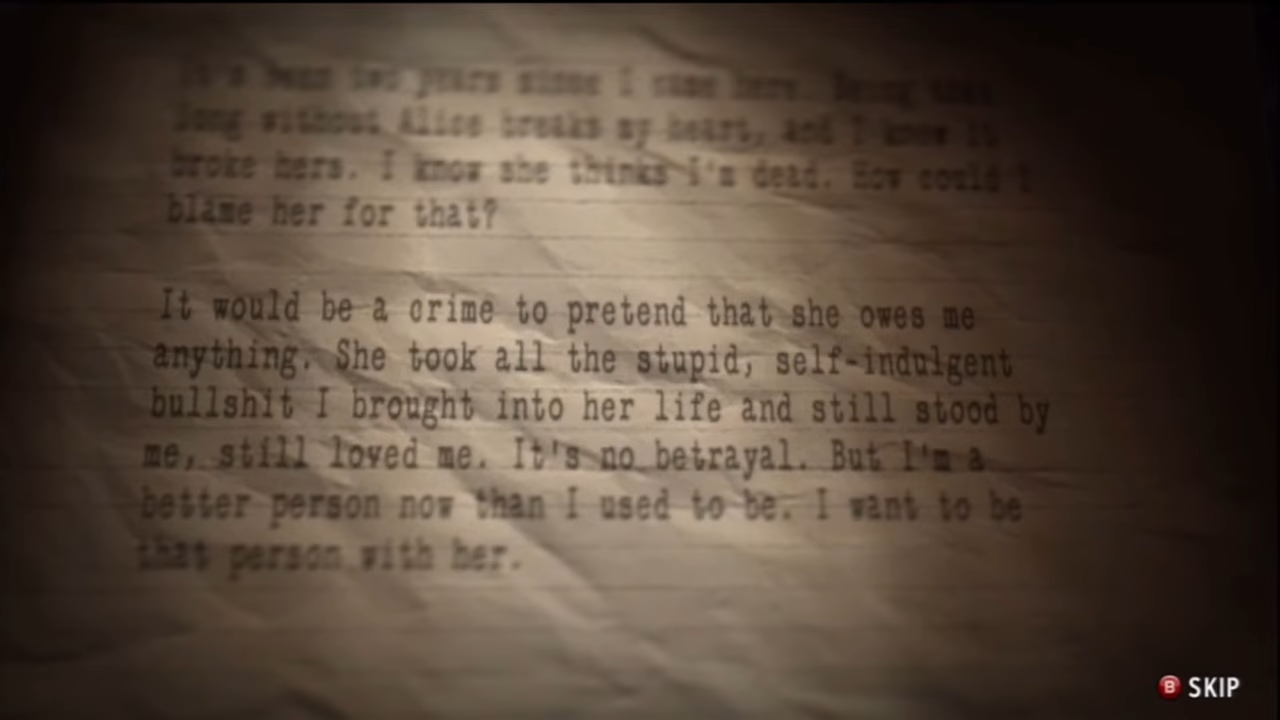 It's been two years since I came here. Being that
long without Alice breaks my heart, and I know it
broke hers. I know she thinks I'm dead. How could I
blame her for that?
It would be a crime to pretend that she owes me
anything. She took all the stupid, self-indulgent
bullshit I brought into her life and still stood by
me, still loved me. It's no betrayal. But I'm a
better person now than I used to be. I want to be
that person with her.
B SKIP